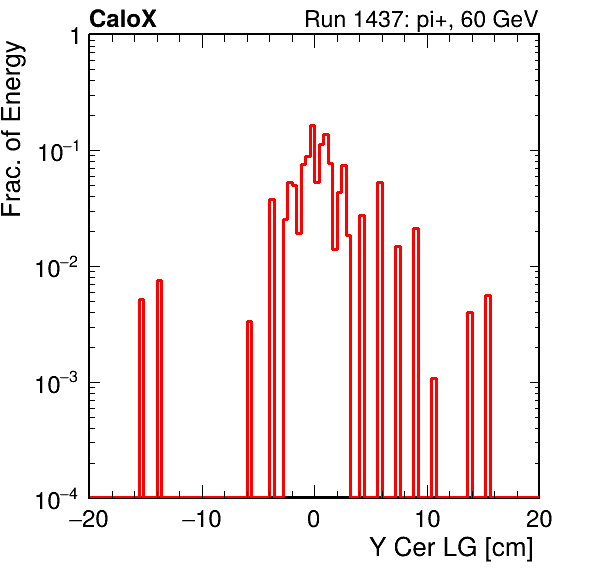 CaloX Run 1437: pi+, 60 GeV
Frac. of Energy
1
10⁻¹
10⁻²
10⁻³
10⁻⁴
−20 −10 0 10 20
Y Cer LG [cm]